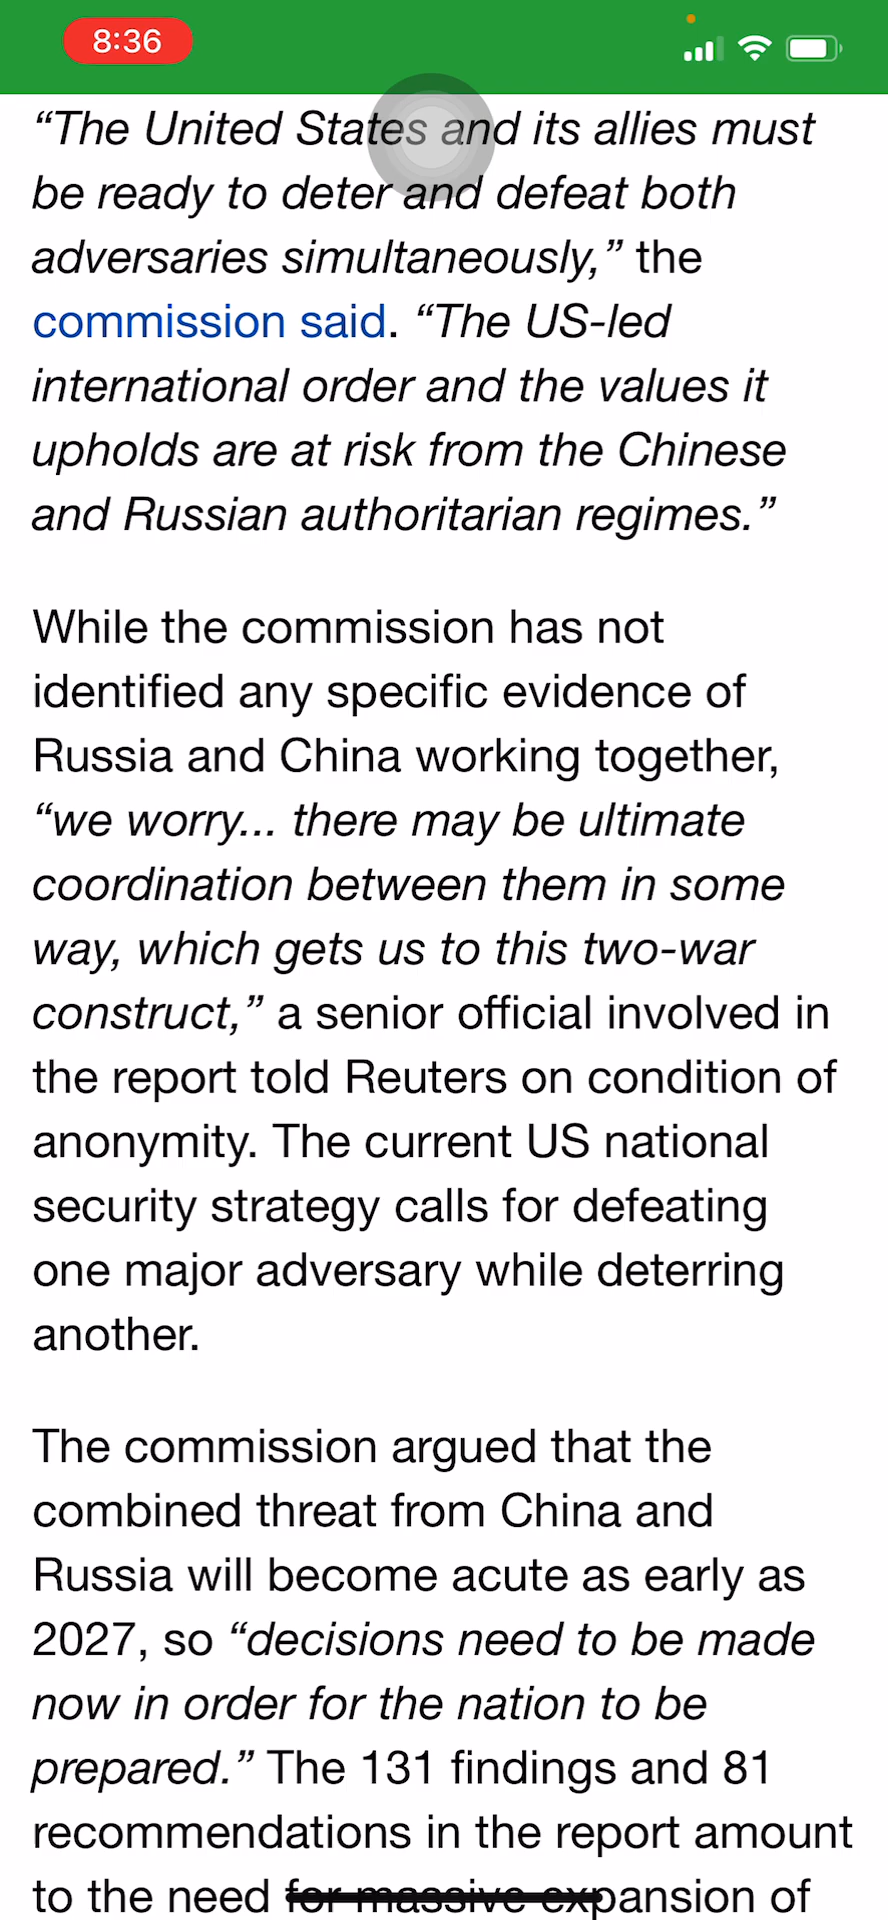 8:36
“The United States and its allies must
be ready to deter and defeat both
adversaries simultaneously,” the
commission said. “The US-led
international order and the values it
upholds are at risk from the Chinese
and Russian authoritarian regimes.”
While the commission has not
identified any specific evidence of
Russia and China working together,
“we worry... there may be ultimate
coordination between them in some
way, which gets us to this two-war
construct,” a senior official involved in
the report told Reuters on condition of
anonymity. The current US national
security strategy calls for defeating
one major adversary while deterring
another.
The commission argued that the
combined threat from China and
Russia will become acute as early as
2027, so “decisions need to be made
now in order for the nation to be
prepared.” The 131 findings and 81
recommendations in the report amount
to the need for massive expansion of